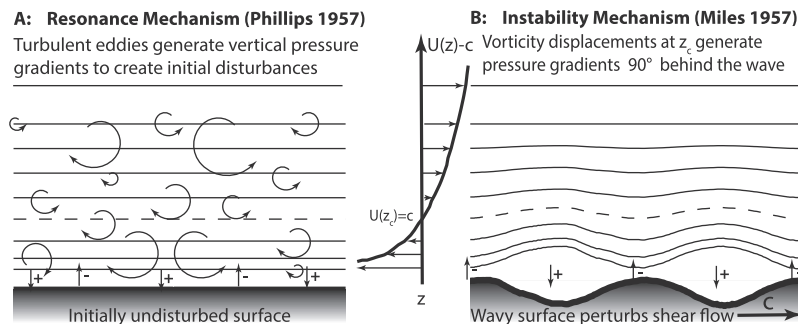 A: Resonance Mechanism (Phillips 1957)
Turbulent eddies generate vertical pressure
gradients to create initial disturbances
+ - + - +
Initially undisturbed surface
U(z)-c
U(zc)=c
z
B: Instability Mechanism (Miles 1957)
Vorticity displacements at zc generate
pressure gradients 90° behind the wave
- + - + -
C
Wavy surface perturbs shear flow